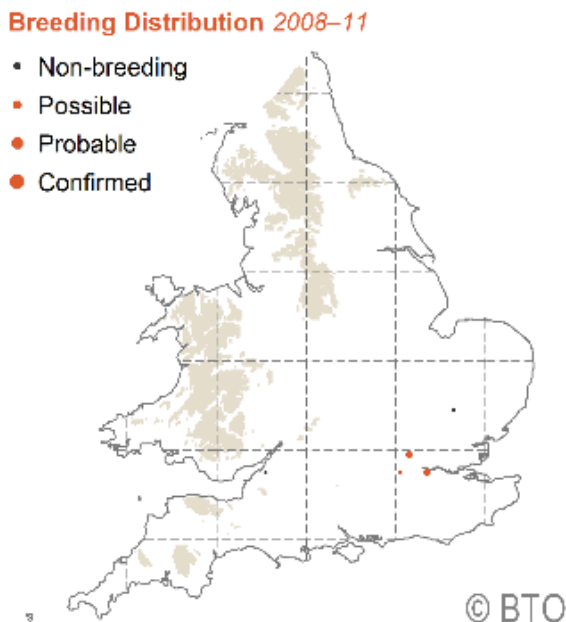 Breeding Distribution 2008–11
Non-breeding
Possible
Probable
Confirmed
© BTO